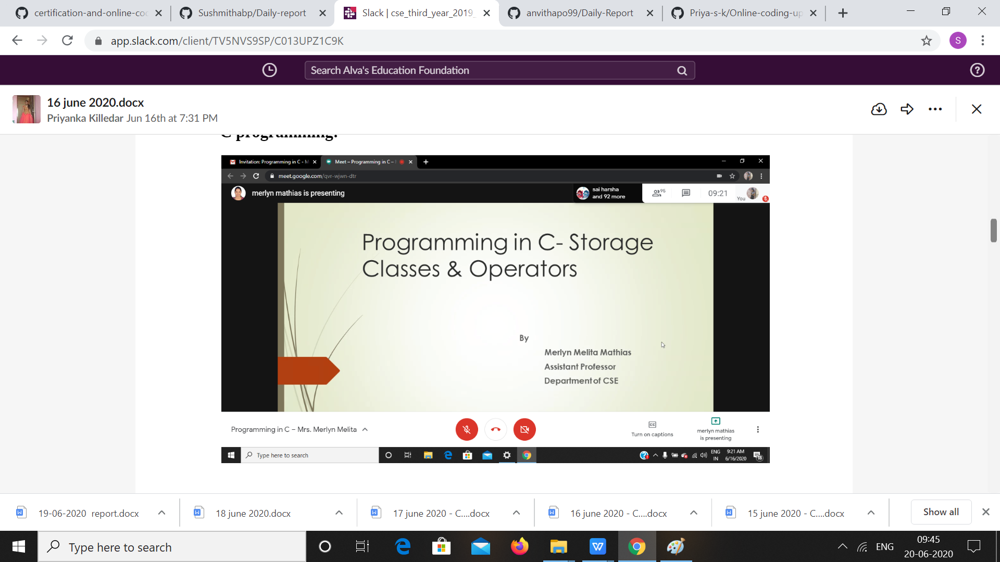 certification-and-online-coc
Sushmithabp/Daily-report
Slack | cse_third_year_2019_
anvithapo99/Daily-Report
Priya-s-k/Online-coding-up
app.slack.com/client/TV5NVS9SP/C013UPZ1C9K
S
Search Alva's Education Foundation
16 june 2020.docx
Priyanka Killedar Jun 16th at 7:31 PM
C programming:
Invitation: Programming in C - M
Meet – Programming in C – I
meet.google.com/qvr-wjwn-dtr
merlyn mathias is presenting
sai harsha
and 92 more
95
09:21
You
Programming in C- Storage
Classes & Operators
By
Merlyn Melita Mathias
Assistant Professor
Department of CSE
Programming in C – Mrs. Merlyn Melita
Turn on captions
merlyn mathias
is presenting
Type here to search
ENG
IN
9:21 AM
6/16/2020
18
19-06-2020 report.docx
18 june 2020.docx
17 june 2020 - C....docx
16 june 2020 - C....docx
15 june 2020 - C....docx
Show all
Type here to search
ENG
09:45
20-06-2020